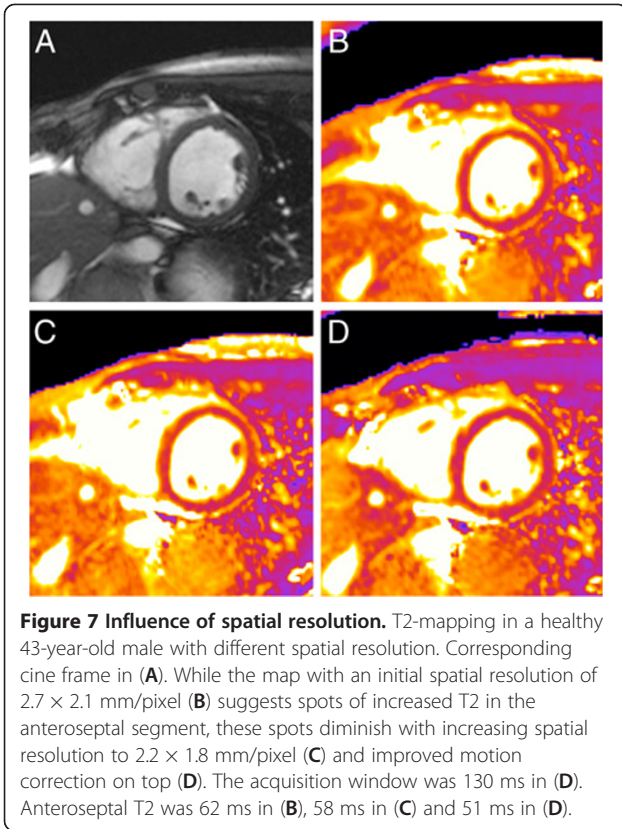 A
B
C
D
Figure 7 Influence of spatial resolution. T2-mapping in a healthy
43-year-old male with different spatial resolution. Corresponding
cine frame in (A). While the map with an initial spatial resolution of
2.7 × 2.1 mm/pixel (B) suggests spots of increased T2 in the
anteroseptal segment, these spots diminish with increasing spatial
resolution to 2.2 × 1.8 mm/pixel (C) and improved motion
correction on top (D). The acquisition window was 130 ms in (D).
Anteroseptal T2 was 62 ms in (B), 58 ms in (C) and 51 ms in (D).